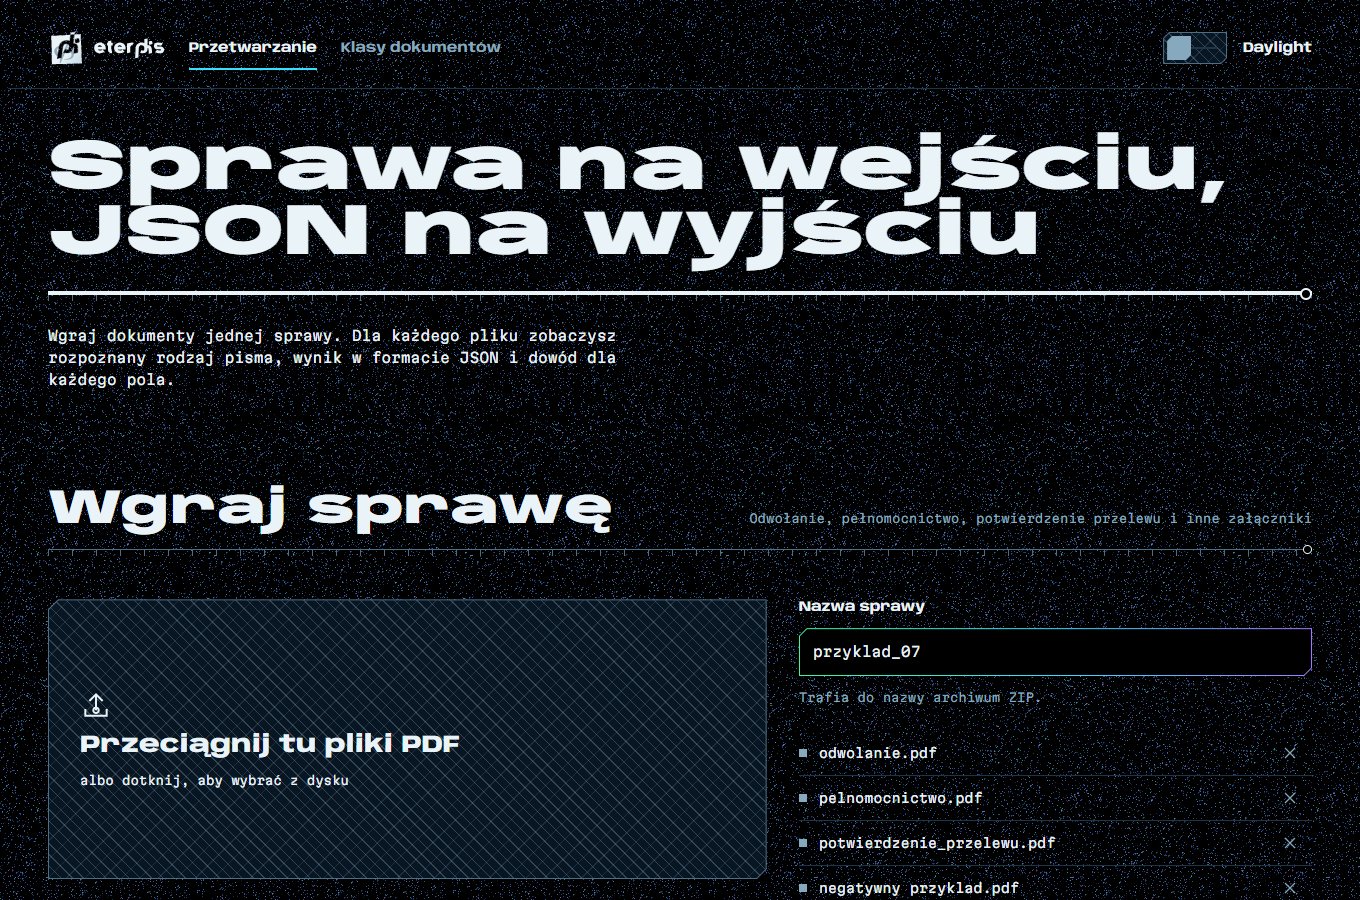 eterpis
Przetwarzanie
Klasy dokumentów
Daylight
Sprawa na wejściu,
JSON na wyjściu
Wgraj dokumenty jednej sprawy. Dla każdego pliku zobaczysz
rozpoznany rodzaj pisma, wynik w formacie JSON i dowód dla
każdego pola.
Wgraj sprawę
Odwołanie, pełnomocnictwo, potwierdzenie przelewu i inne załączniki
Przeciągnij tu pliki PDF
albo dotknij, aby wybrać z dysku
Nazwa sprawy
przyklad_07
Trafia do nazwy archiwum ZIP.
odwolanie.pdf
pelnomocnictwo.pdf
potwierdzenie_przelewu.pdf
negatywny przyklad.pdf